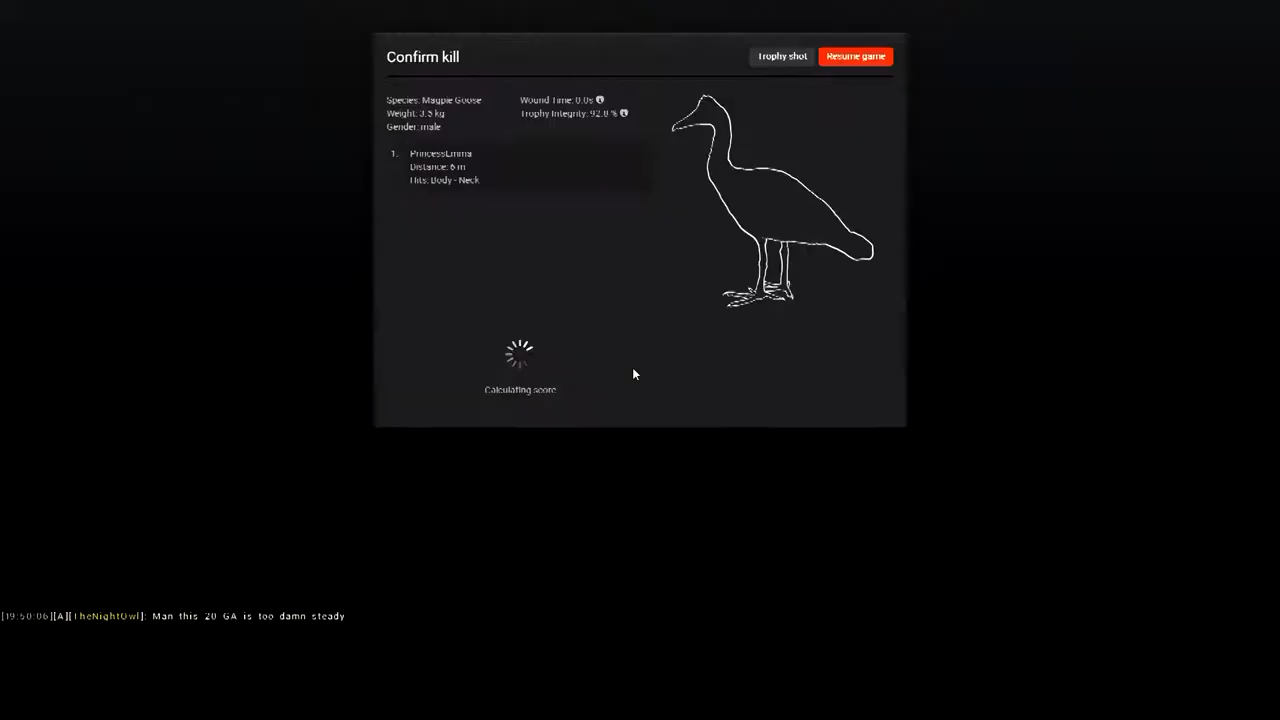 Confirm kill
Trophy shot
Resume game
Species: Magpie Goose
Weight: 3.5 kg
Gender: male
Wound Time: 0.0s
Trophy Integrity: 92.8 %
1. PrincessEmma
Distance: 6 m
Hits: Body - Neck
Calculating score
[19:50:06][A][TheNightOwl]: Man this 20 GA is too damn steady